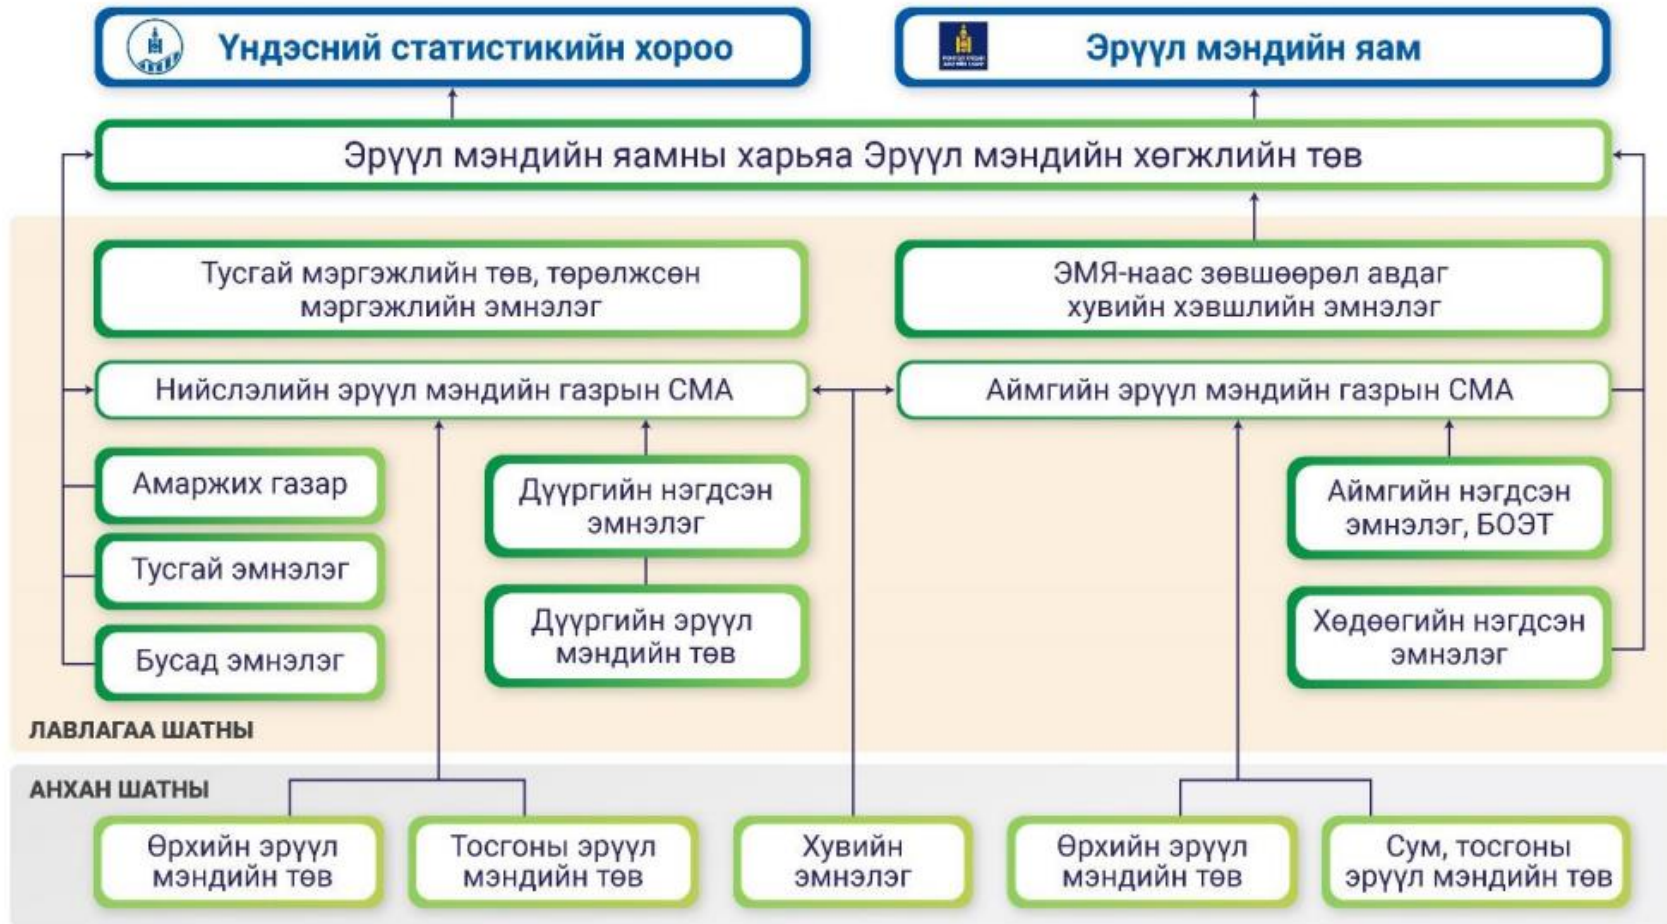 Үндэсний статистикийн хороо
Эрүүл мэндийн яам
Эрүүл мэндийн яамны харьяа Эрүүл мэндийн хөгжлийн төв
Тусгай мэргэжлийн төв, төрөлжсөн
мэргэжлийн эмнэлэг
ЭМЯ-наас зөвшөөрөл авдаг
хувийн хэвшлийн эмнэлэг
Нийслэлийн эрүүл мэндийн газрын СМА
Аймгийн эрүүл мэндийн газрын СМА
Амаржих газар
Тусгай эмнэлэг
Бусад эмнэлэг
Дүүргийн нэгдсэн
эмнэлэг
Дүүргийн эрүүл
мэндийн төв
Аймгийн нэгдсэн
эмнэлэг, БОЭТ
Хөдөөгийн нэгдсэн
эмнэлэг
ЛАВЛАГАА ШАТНЫ
АНХАН ШАТНЫ
Өрхийн эрүүл
мэндийн төв
Тосгоны эрүүл
мэндийн төв
Хувийн
эмнэлэг
Өрхийн эрүүл
мэндийн төв
Сум, тосгоны
эрүүл мэндийн төв